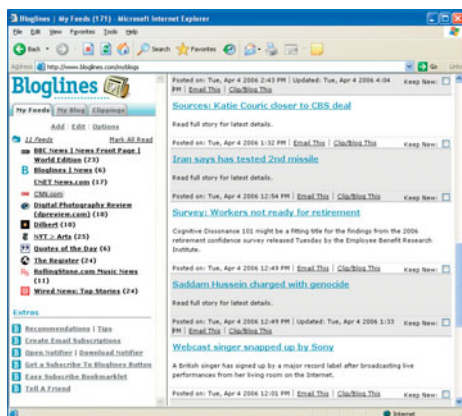 Bloglines | My Feeds (171) - Microsoft Internet Explorer
File Edit View Favorites Tools Help
Back Search Favorites
Address http://www.bloglines.com/myblogs Go Links
Bloglines
My Feeds My Blog Clippings
Add | Edit | Options
11 Feeds Mark All Read
BBC News | News Front Page |
World Edition (23)
Bloglines | News (6)
CNET News.com (17)
CNN.com
Digital Photography Review
(dpreview.com) (18)
Dilbert (10)
NYT > Arts (25)
Quotes of the Day (6)
The Register (24)
RollingStone.com Music News
(11)
Wired News: Top Stories (24)
Extras
Recommendations | Tips
Create Email Subscriptions
Open Notifier | Download Notifier
Get a Subscribe To Bloglines Button
Easy Subscribe Bookmarklet
Tell A Friend
Posted on: Tue, Apr 4 2006 2:43 PM | Updated: Tue, Apr 4 2006 4:04
PM | Email This | Clip/Blog This Keep New:
Sources: Katie Couric closer to CBS deal
Read full story for latest details.
Posted on: Tue, Apr 4 2006 1:32 PM | Email This | Clip/Blog This Keep New:
Iran says has tested 2nd missile
Posted on: Tue, Apr 4 2006 12:54 PM | Email This | Clip/Blog This Keep New:
Survey: Workers not ready for retirement
Cognitive Dissonance 101 might be a fitting title for the findings from the 2006
retirement confidence survey released Tuesday by the Employee Benefit Research
Institute.
Posted on: Tue, Apr 4 2006 12:49 PM | Email This | Clip/Blog This Keep New:
Saddam Hussein charged with genocide
Read full story for latest details.
Posted on: Tue, Apr 4 2006 12:49 PM | Updated: Tue, Apr 4 2006 1:33
PM | Email This | Clip/Blog This Keep New:
Webcast singer snapped up by Sony
A British singer has signed up by a major record label after broadcasting live
performances from her living room on the Internet.
Posted on: Tue, Apr 4 2006 12:01 PM | Email This | Clip/Blog This Keep New:
Internet